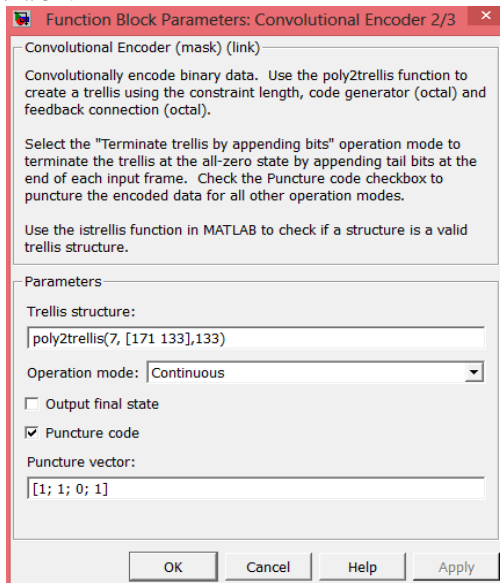 Function Block Parameters: Convolutional Encoder 2/3
Convolutional Encoder (mask) (link)
Convolutionally encode binary data. Use the poly2trellis function to
create a trellis using the constraint length, code generator (octal) and
feedback connection (octal).
Select the "Terminate trellis by appending bits" operation mode to
terminate the trellis at the all-zero state by appending tail bits at the
end of each input frame. Check the Puncture code checkbox to
puncture the encoded data for all other operation modes.
Use the istrellis function in MATLAB to check if a structure is a valid
trellis structure.
Parameters
Trellis structure:
poly2trellis(7, [171 133],133)
Operation mode: Continuous
Output final state
Puncture code
Puncture vector:
[1; 1; 0; 1]
OK Cancel Help Apply